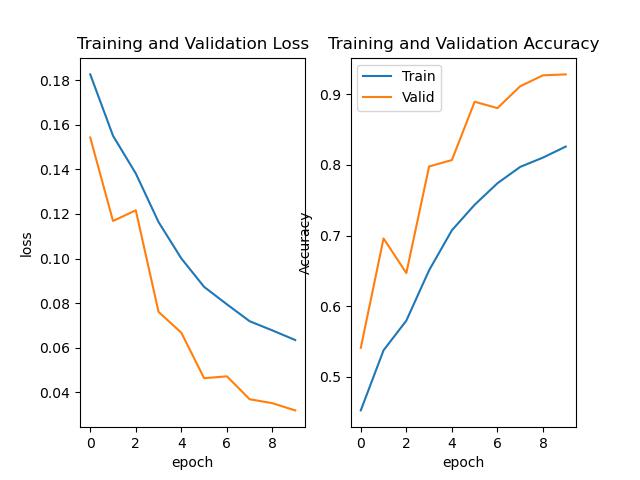 Training and Validation Loss
0.18
0.16
0.14
0.12
0.10
0.08
0.06
0.04
loss
0 2 4 6 8
epoch
Training and Validation Accuracy
Train
Valid
0.9
0.8
0.7
0.6
0.5
Accuracy
0 2 4 6 8
epoch